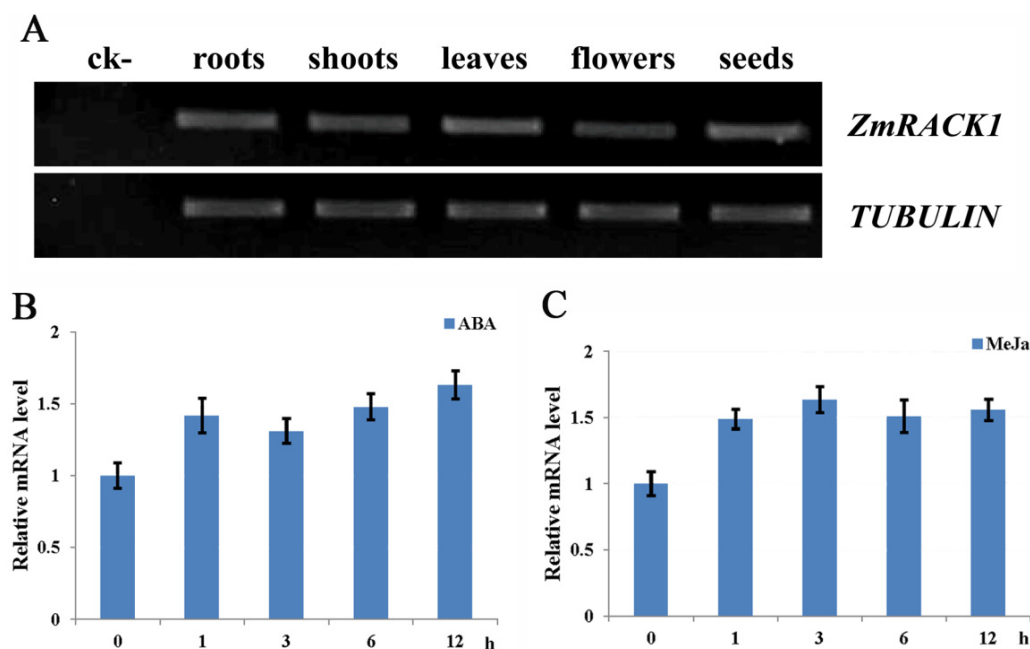 A
ck- roots shoots leaves flowers seeds
ZmRACK1
TUBULIN
B
ABA
Relative mRNA level
2
1.5
1
0.5
0
0 1 3 6 12 h
C
MeJa
Relative mRNA level
2
1.5
1
0.5
0
0 1 3 6 12 h